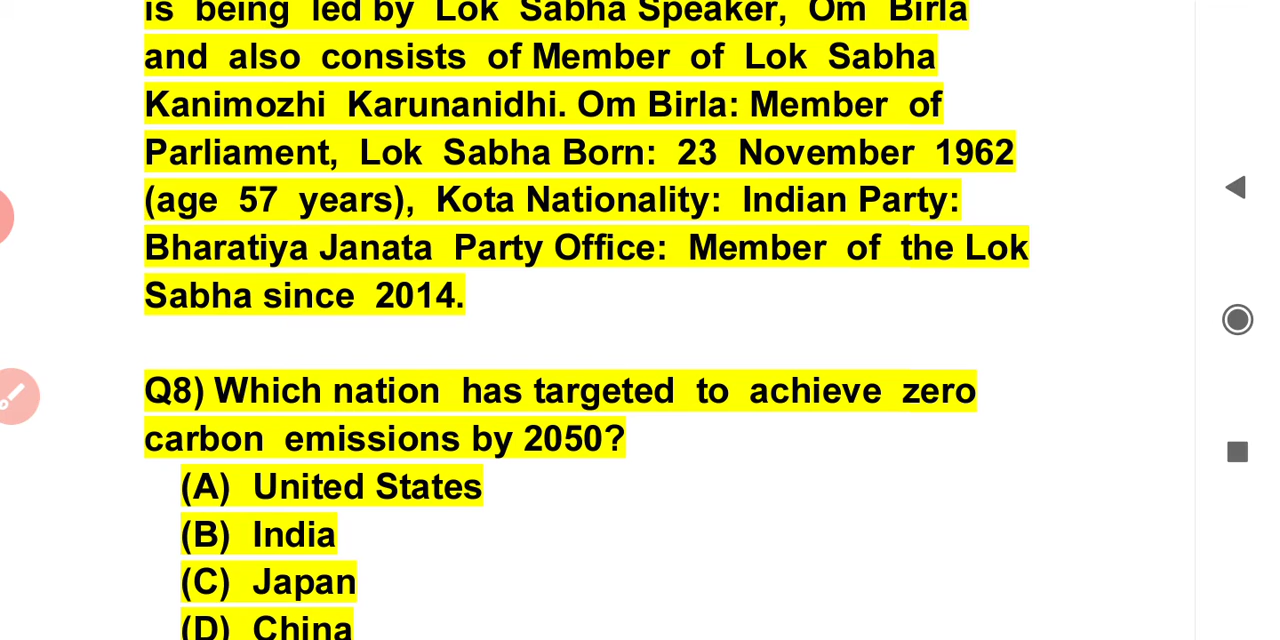 is being led by Lok Sabha Speaker, Om Birla
and also consists of Member of Lok Sabha
Kanimozhi Karunanidhi. Om Birla: Member of
Parliament, Lok Sabha Born: 23 November 1962
(age 57 years), Kota Nationality: Indian Party:
Bharatiya Janata Party Office: Member of the Lok
Sabha since 2014.
Q8) Which nation has targeted to achieve zero
carbon emissions by 2050?
(A) United States
(B) India
(C) Japan
(D) China